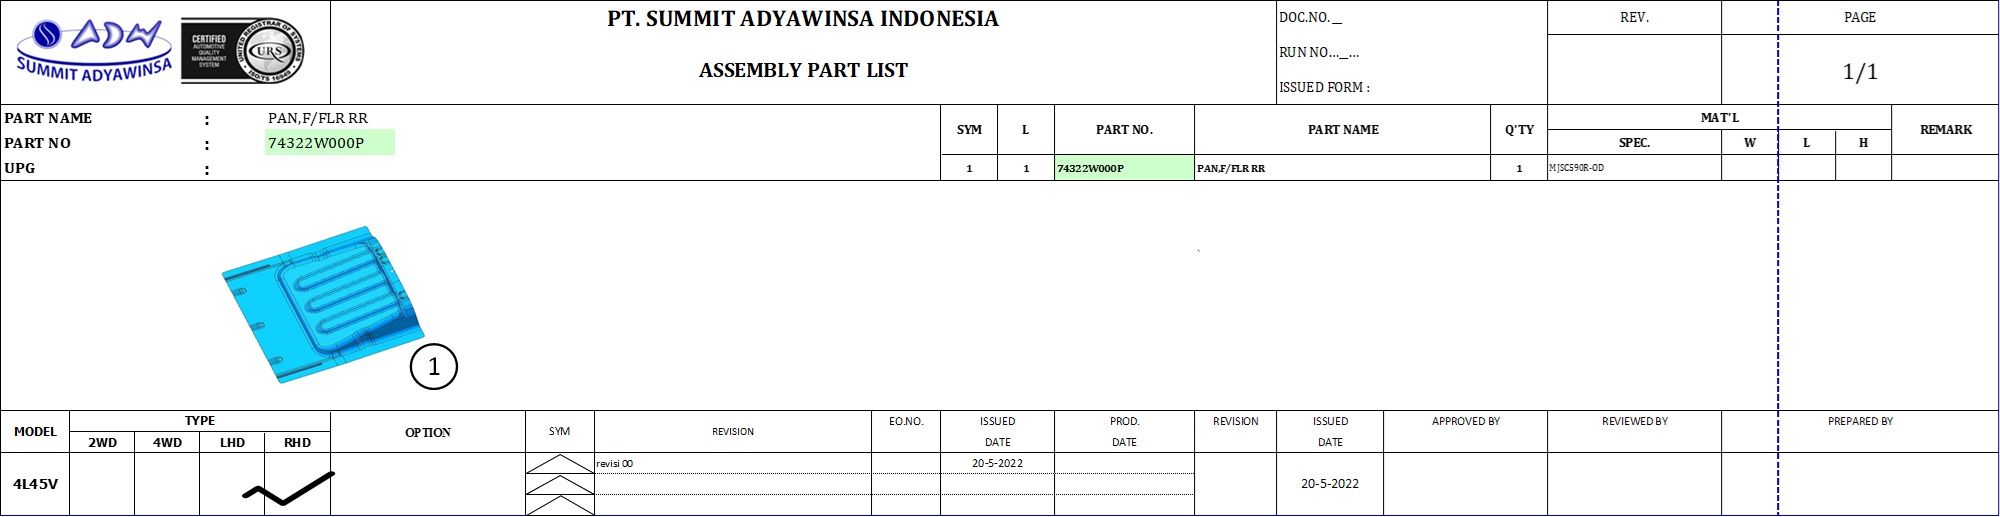 ADW
SUMMIT ADYAWINSA
CERTIFIED
AUTOMOTIVE
QUALITY
MANAGEMENT
SYSTEM
UNITED REGISTRAR OF SYSTEMS
URS
ISO/TS 16949
PT. SUMMIT ADYAWINSA INDONESIA
ASSEMBLY PART LIST
DOC.NO. _
RUN NO..._...
ISSUED FORM :
REV.
PAGE
1/1
PART NAME : PAN,F/FLR RR
PART NO : 74322W000P
UPG :
SYM L PART NO. PART NAME Q'TY MAT'L REMARK
SPEC. W L H
1 1 74322W000P PAN,F/FLR RR 1 MJSC590R-OD
1
MODEL TYPE OPTION SYM REVISION EO.NO. ISSUED DATE PROD. DATE REVISION ISSUED DATE APPROVED BY REVIEWED BY PREPARED BY
2WD 4WD LHD RHD
4L45V revisi 00 20-5-2022 20-5-2022